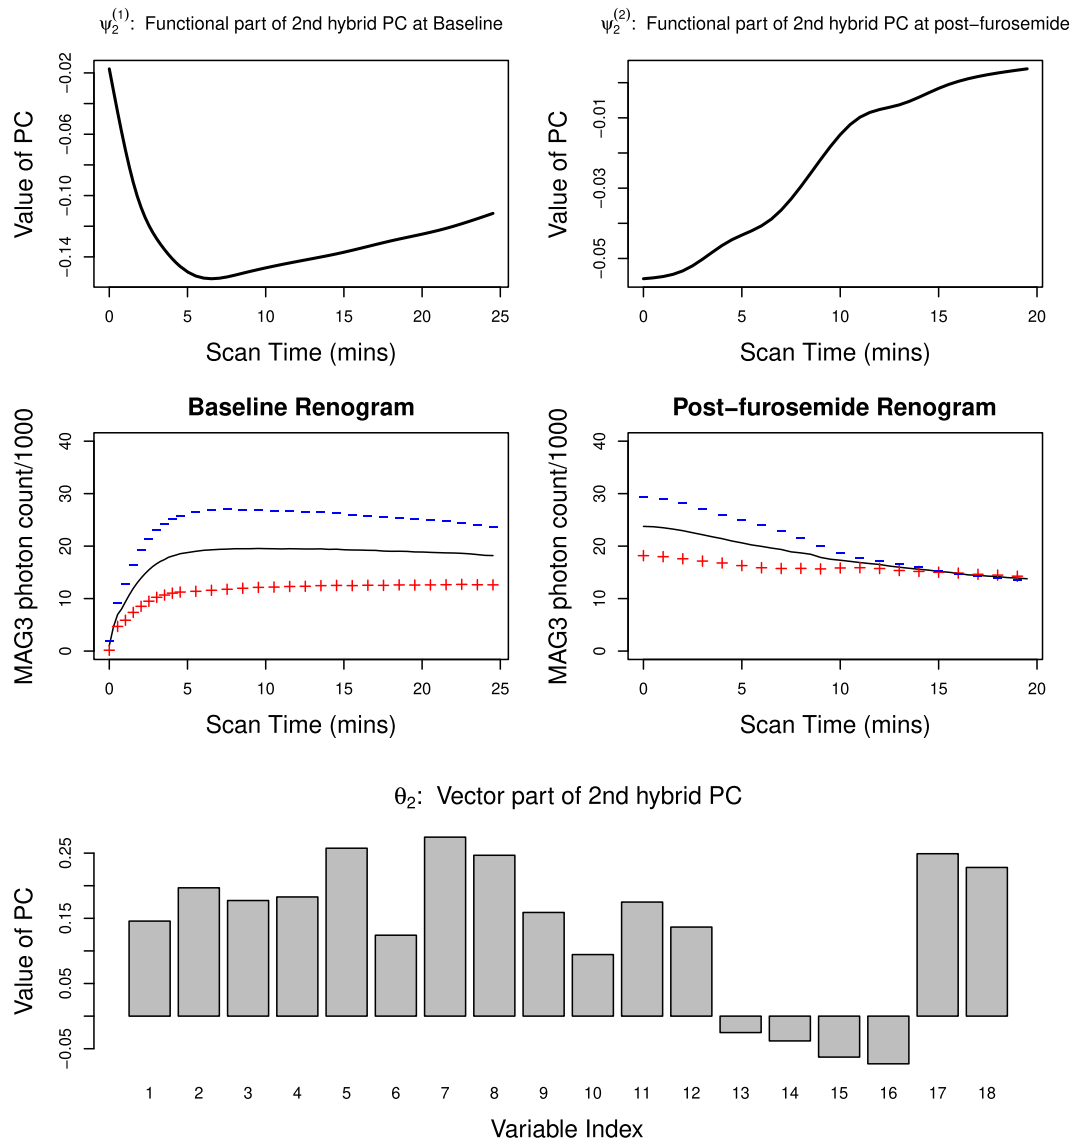 ψ₂⁽¹⁾: Functional part of 2nd hybrid PC at Baseline
Value of PC
−0.02
−0.06
−0.10
−0.14
0 5 10 15 20 25
Scan Time (mins)
ψ₂⁽²⁾: Functional part of 2nd hybrid PC at post−furosemide
Value of PC
−0.01
−0.03
−0.05
0 5 10 15 20
Scan Time (mins)
Baseline Renogram
MAG3 photon count/1000
40
30
20
10
0
0 5 10 15 20 25
Scan Time (mins)
Post−furosemide Renogram
MAG3 photon count/1000
40
30
20
10
0
0 5 10 15 20
Scan Time (mins)
θ₂: Vector part of 2nd hybrid PC
Value of PC
0.25
0.15
0.05
−0.05
1 2 3 4 5 6 7 8 9 10 11 12 13 14 15 16 17 18
Variable Index